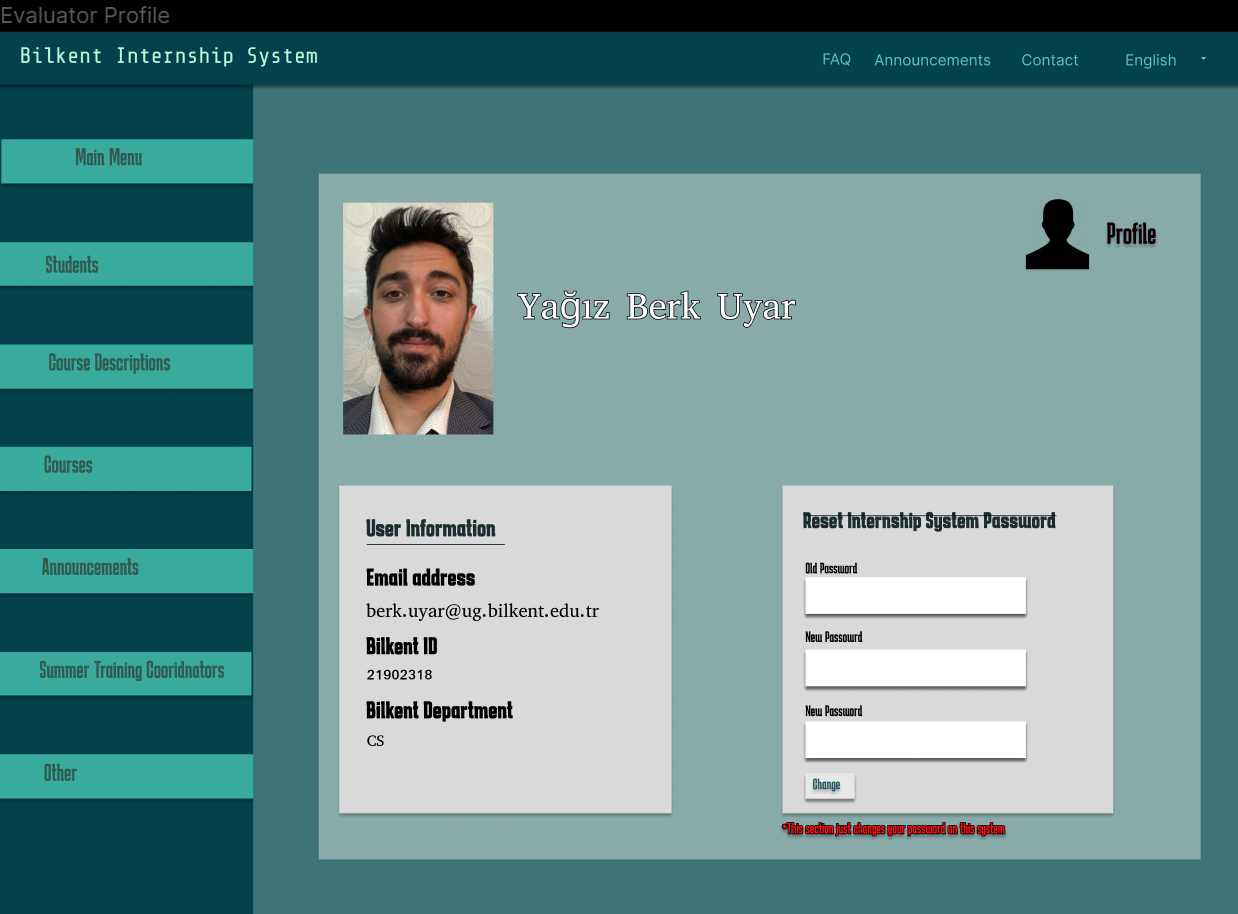 Evaluator Profile
Bilkent Internship System
FAQ
Announcements
Contact
English
Main Menu
Students
Course Descriptions
Courses
Announcements
Summer Training Cooridnators
Other
Profile
Yağız Berk Uyar
User Information
Email address
berk.uyar@ug.bilkent.edu.tr
Bilkent ID
21902318
Bilkent Department
CS
Reset Internship System Password
Old Password
New Passowrd
New Password
Change
*This section just changes your password on this system